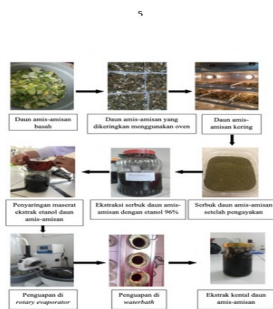 5
Daun amis-amisan
basah
Daun amis-amisan yang
dikeringkan menggunakan oven
Daun amis-
amisan kering
Penyaringan maserat
ekstrak etanol daun
amis-amisan
Ekstraksi serbuk daun amis-
amisan dengan etanol 96%
Serbuk daun amis-amisan
setelah pengayakan
Penguapan di
rotary evaporator
Penguapan di
waterbath
Ekstrak kental daun
amis-amisan